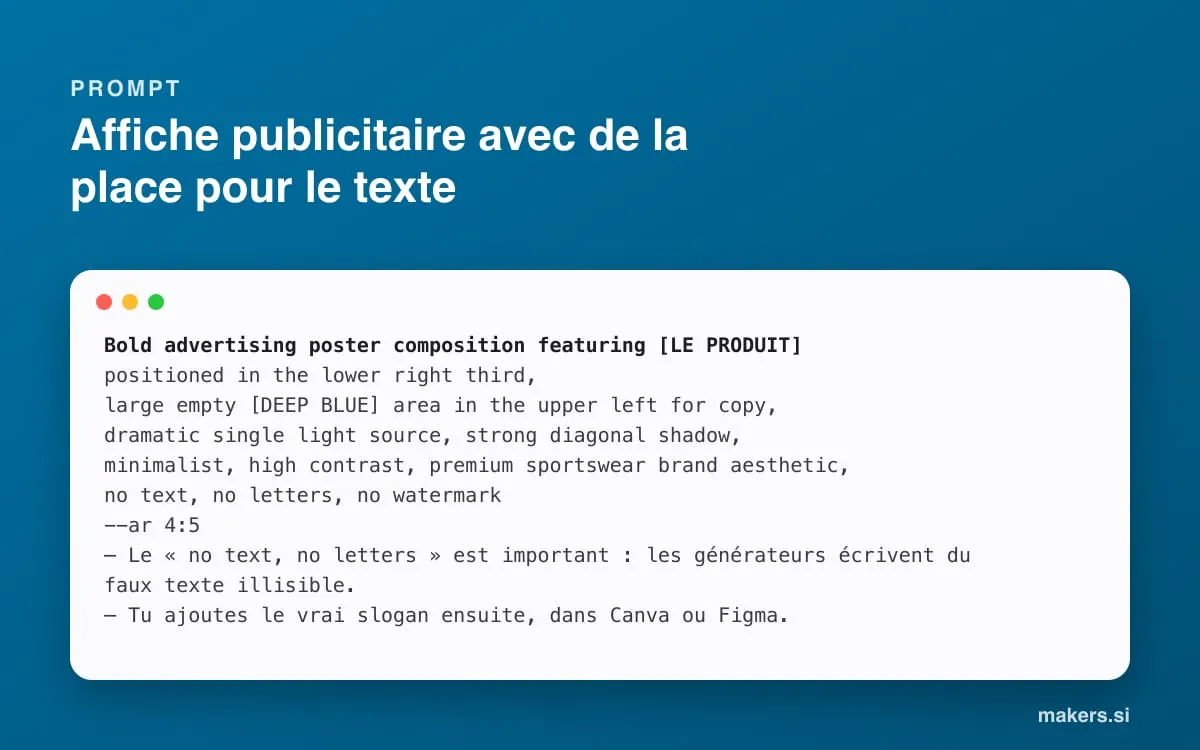 PROMPT
Affiche publicitaire avec de la
place pour le texte
Bold advertising poster composition featuring [LE PRODUIT]
positioned in the lower right third,
large empty [DEEP BLUE] area in the upper left for copy,
dramatic single light source, strong diagonal shadow,
minimalist, high contrast, premium sportswear brand aesthetic,
no text, no letters, no watermark
--ar 4:5
— Le « no text, no letters » est important : les générateurs écrivent du
faux texte illisible.
— Tu ajoutes le vrai slogan ensuite, dans Canva ou Figma.
makers.si